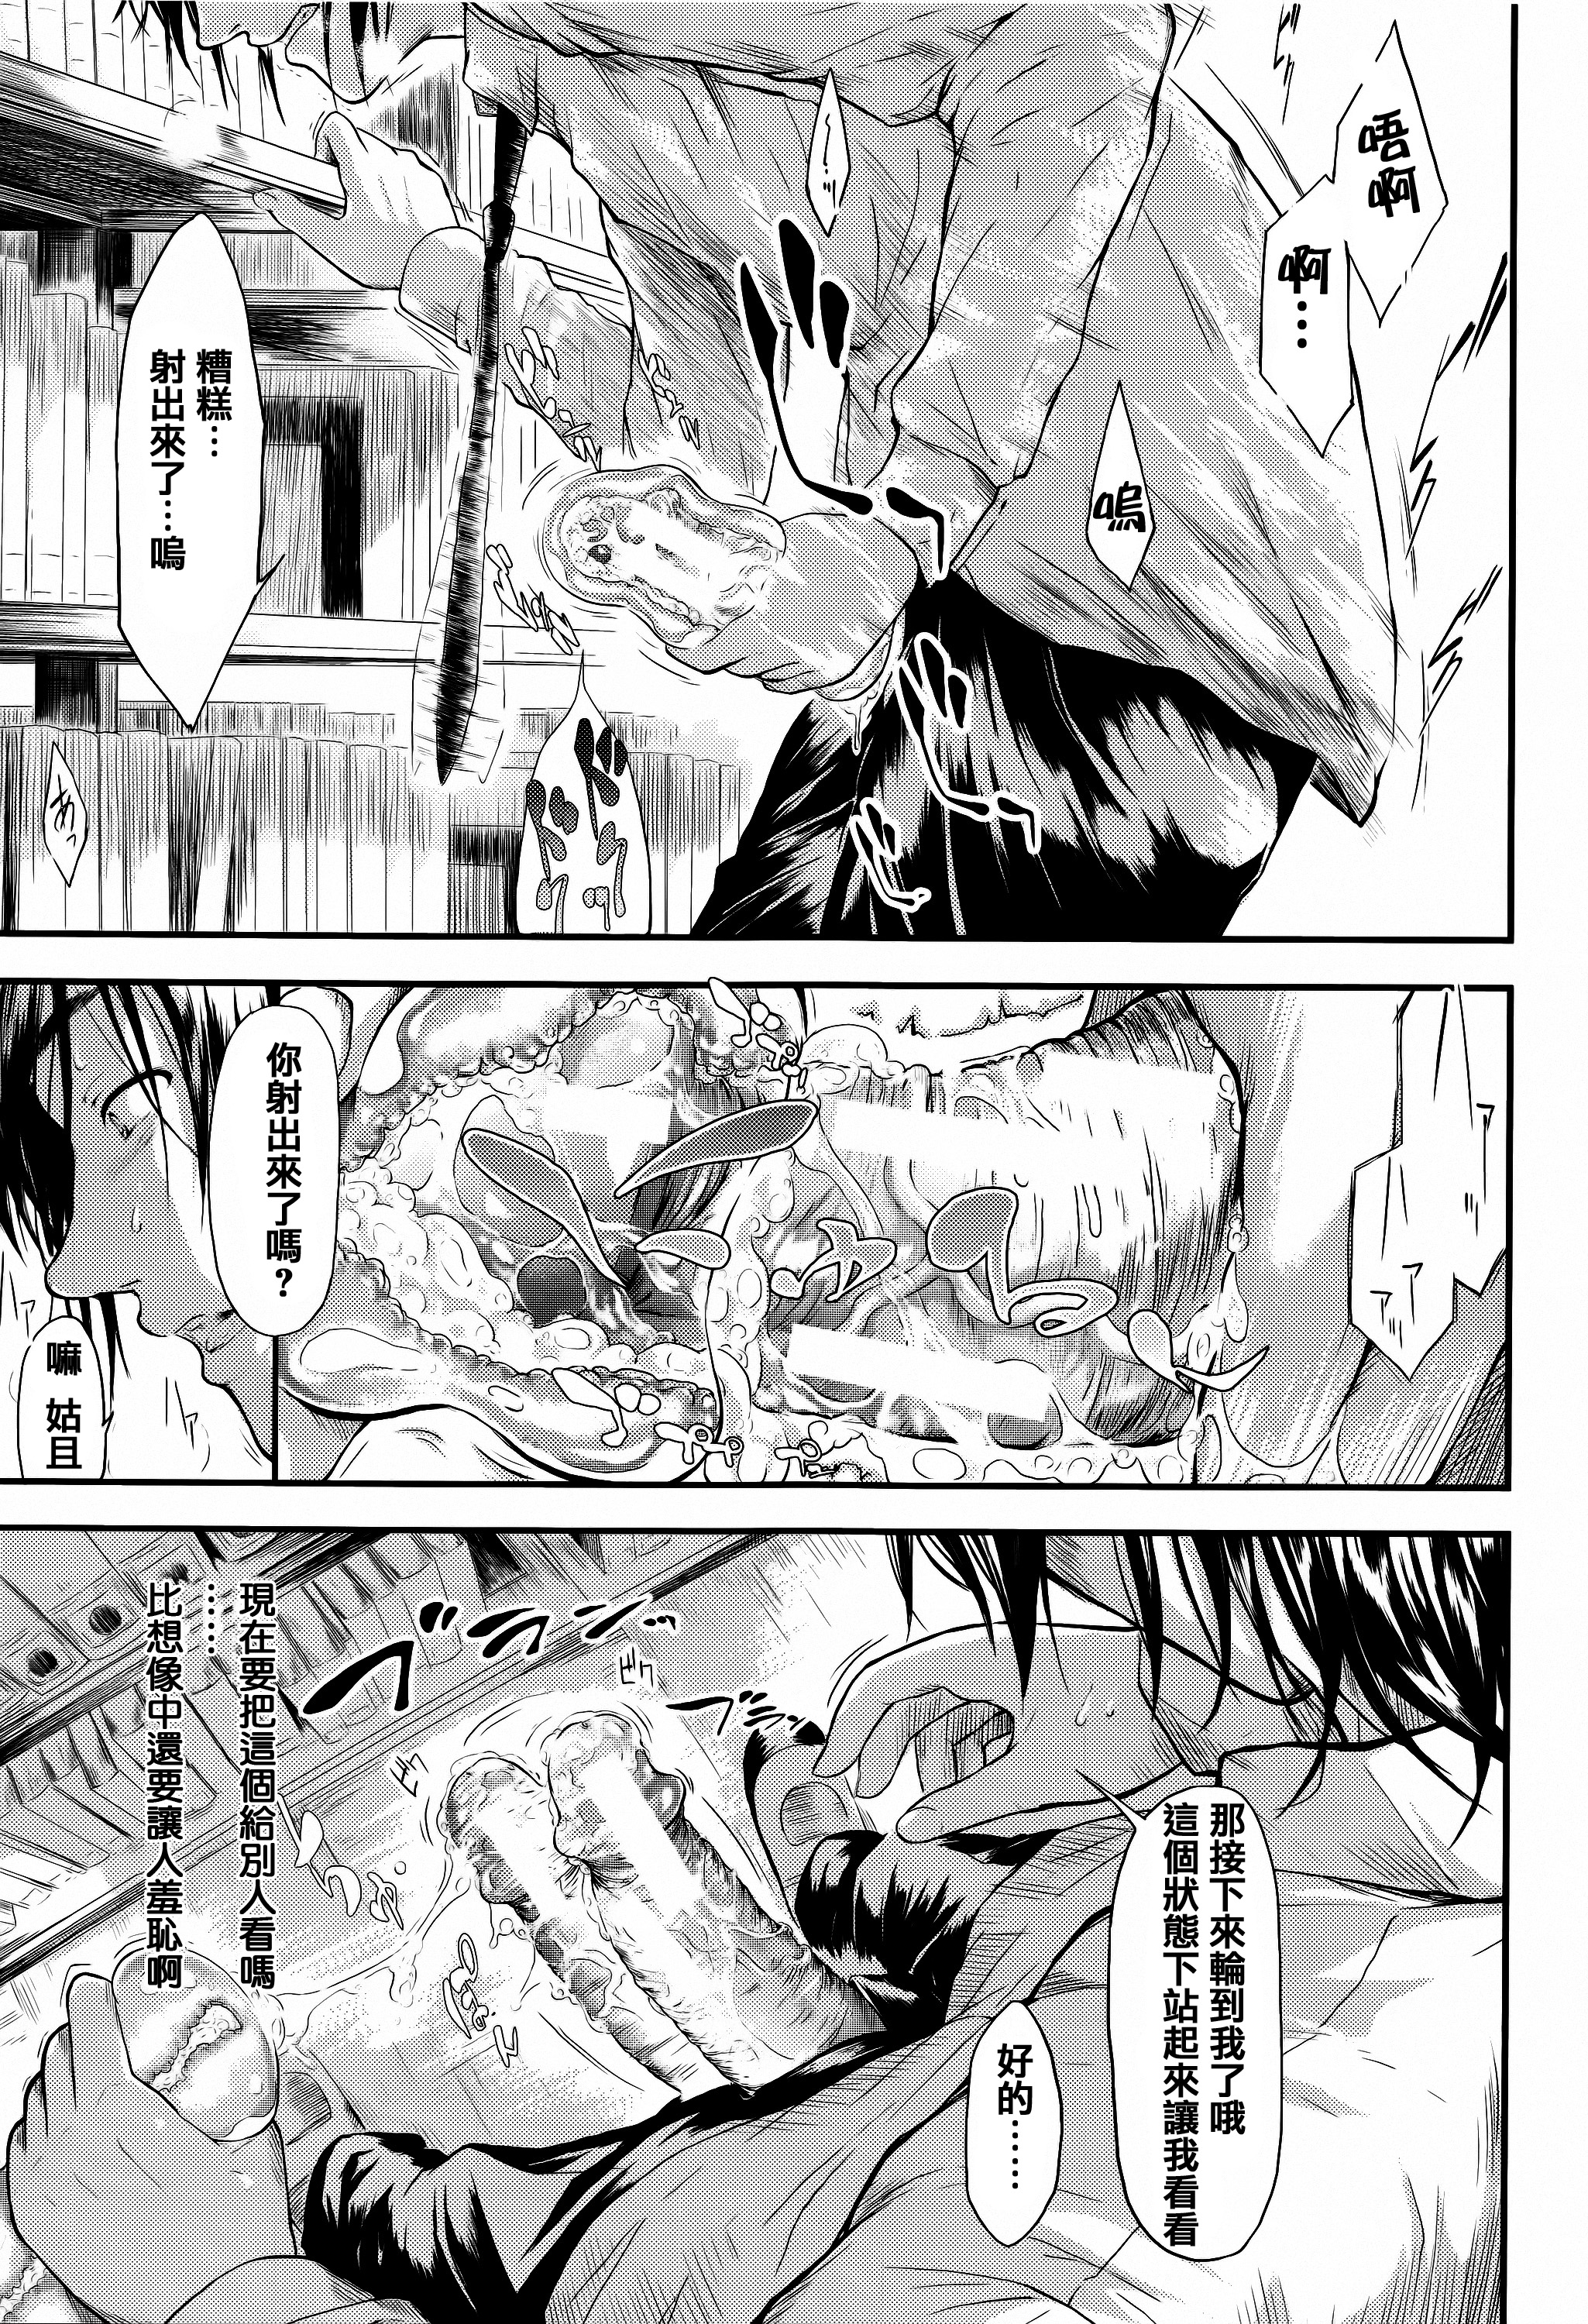 唔啊
啊…
嗚
糟糕…
射出來了…嗚
あっ
你射出來了嗎？
嘛 姑且
那接下來輪到我了哦
這個狀態下站起來讓我看看
好的……
現在要把這個給別人看嗎
……
比想像中還要讓人羞恥啊